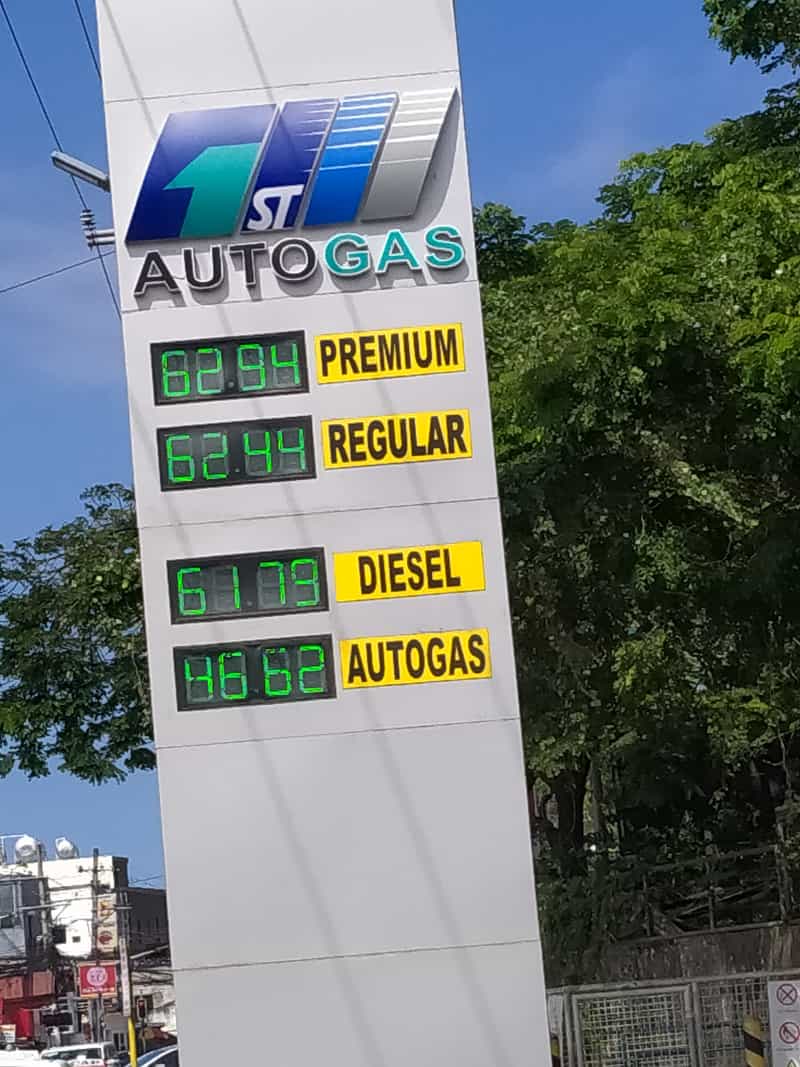 1ST
AUTOGAS
62.94 PREMIUM
62.44 REGULAR
61.73 DIESEL
46.62 AUTOGAS